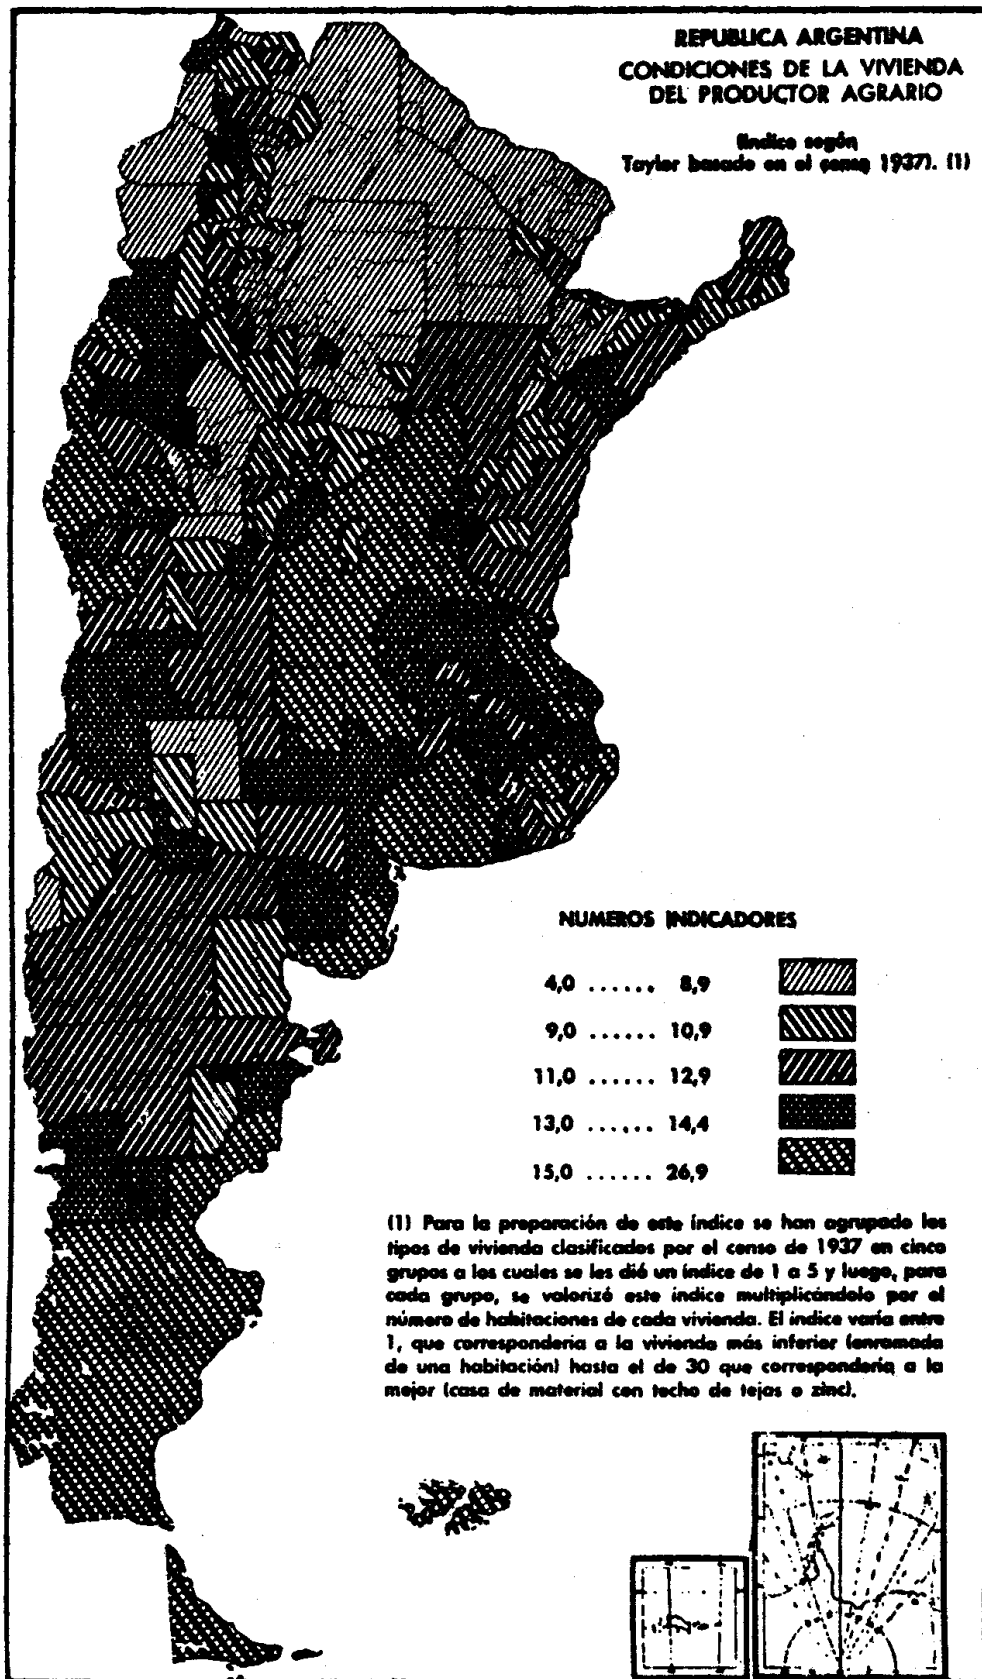 REPUBLICA ARGENTINA
CONDICIONES DE LA VIVIENDA
DEL PRODUCTOR AGRARIO
(Indice según
Taylor basado en el censo 1937). (1)
NUMEROS INDICADORES
4,0 ...... 8,9
9,0 ...... 10,9
11,0 ...... 12,9
13,0 ...... 14,4
15,0 ...... 26,9
(1) Para la preparación de este índice se han agrupado los
tipos de vivienda clasificados por el censo de 1937 en cinco
grupos a los cuales se les dió un índice de 1 a 5 y luego, para
cada grupo, se valorizó este índice multiplicándolo por el
número de habitaciones de cada vivienda. El índice varía entre
1, que correspondería a la vivienda más inferior (enramada
de una habitación) hasta el de 30 que correspondería a la
mejor (casa de material con techo de tejas o zinc).